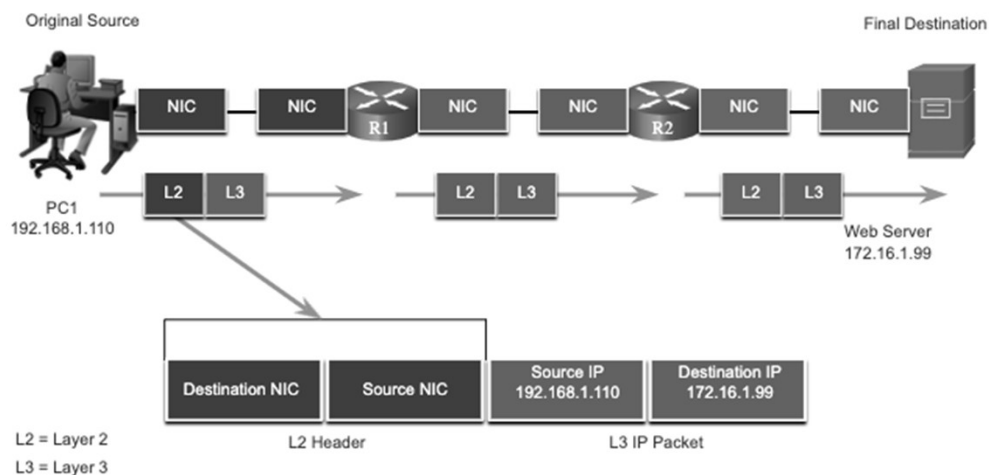 Original Source
Final Destination
NIC NIC R1 NIC NIC R2 NIC NIC
L2 L3 L2 L3 L2 L3
PC1
192.168.1.110
Web Server
172.16.1.99
Destination NIC
Source NIC
Source IP
192.168.1.110
Destination IP
172.16.1.99
L2 Header
L3 IP Packet
L2 = Layer 2
L3 = Layer 3